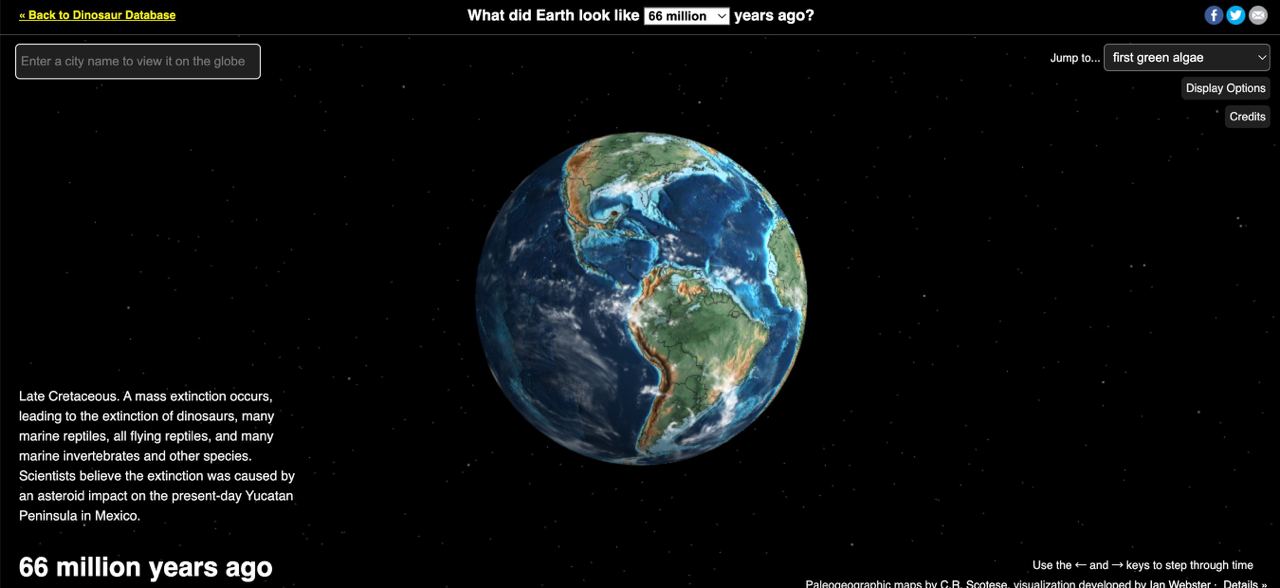 « Back to Dinosaur Database
What did Earth look like 66 million years ago?
Enter a city name to view it on the globe
Jump to... first green algae
Display Options
Credits
Late Cretaceous. A mass extinction occurs,
leading to the extinction of dinosaurs, many
marine reptiles, all flying reptiles, and many
marine invertebrates and other species.
Scientists believe the extinction was caused by
an asteroid impact on the present-day Yucatan
Peninsula in Mexico.
66 million years ago
Use the ← and → keys to step through time
Paleogeographic maps by C.R. Scotese, visualization developed by Ian Webster · Details »